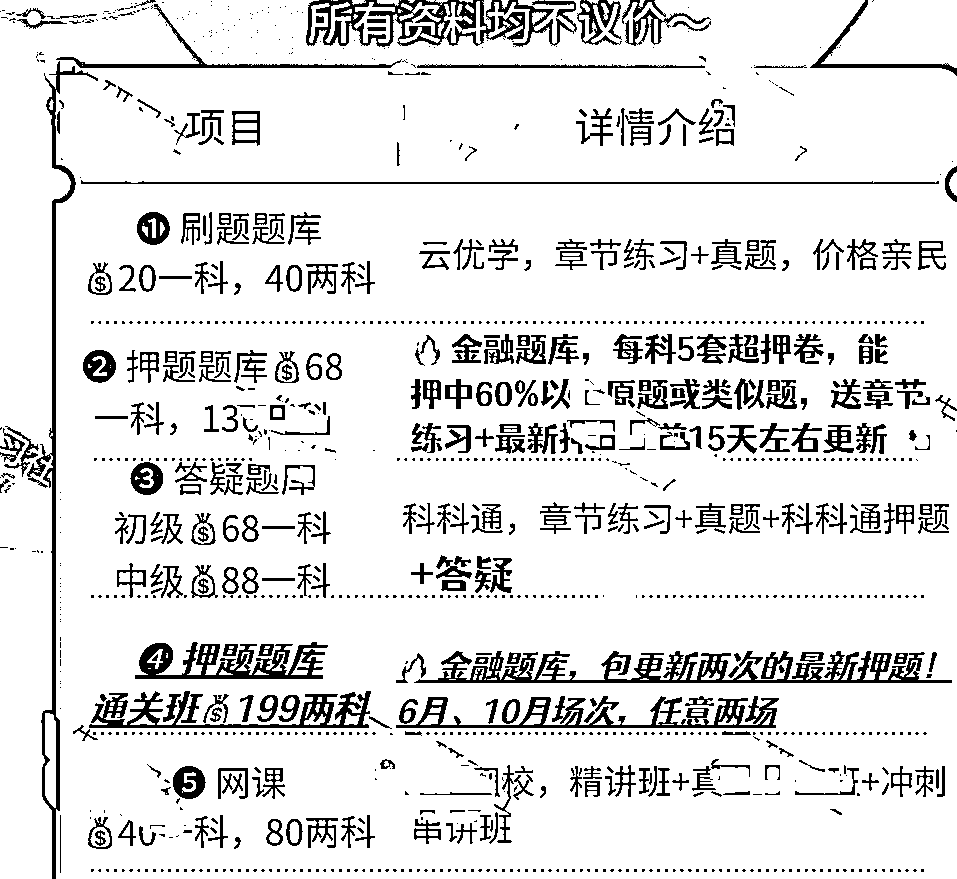 所有资料均不议价～
项目
详情介绍
❶ 刷题题库
💰20一科，40两科
云优学，章节练习+真题，价格亲民
❷ 押题题库💰68
一科，13
🔥金融题库，每科5套超押卷，能
押中60%以 原题或类似题，送章节
练习+最新 15天左右更新
❸ 答疑题库
初级💰68一科
中级💰88一科
科科通，章节练习+真题+科科通押题
+答疑
❹ 押题题库
通关班💰199两科
🔥金融题库，包更新两次的最新押题！
6月、10月场次，任意两场
❺ 网课
💰40一科，80两科
校，精讲班+真 班+冲刺
串讲班